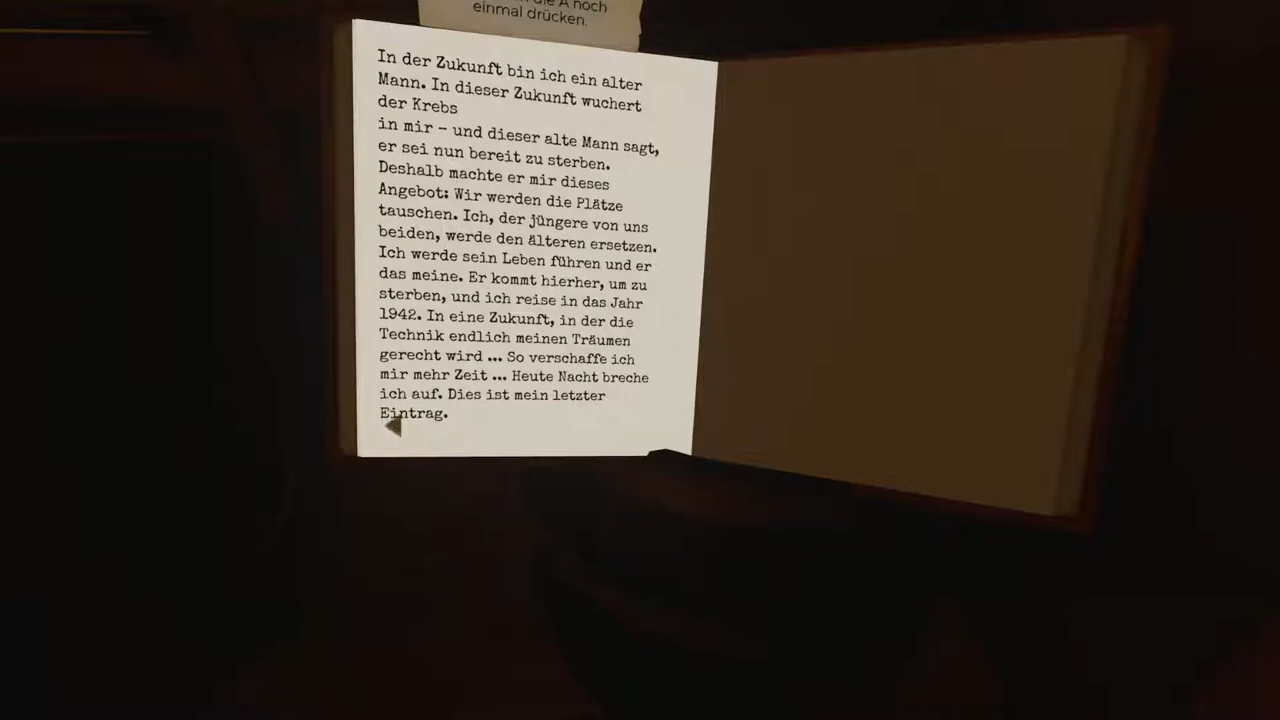 die A noch
einmal drücken.
In der Zukunft bin ich ein alter
Mann. In dieser Zukunft wuchert
der Krebs
in mir – und dieser alte Mann sagt,
er sei nun bereit zu sterben.
Deshalb machte er mir dieses
Angebot: Wir werden die Plätze
tauschen. Ich, der jüngere von uns
beiden, werde den älteren ersetzen.
Ich werde sein Leben führen und er
das meine. Er kommt hierher, um zu
sterben, und ich reise in das Jahr
1942. In eine Zukunft, in der die
Technik endlich meinen Träumen
gerecht wird ... So verschaffe ich
mir mehr Zeit ... Heute Nacht breche
ich auf. Dies ist mein letzter
Eintrag.